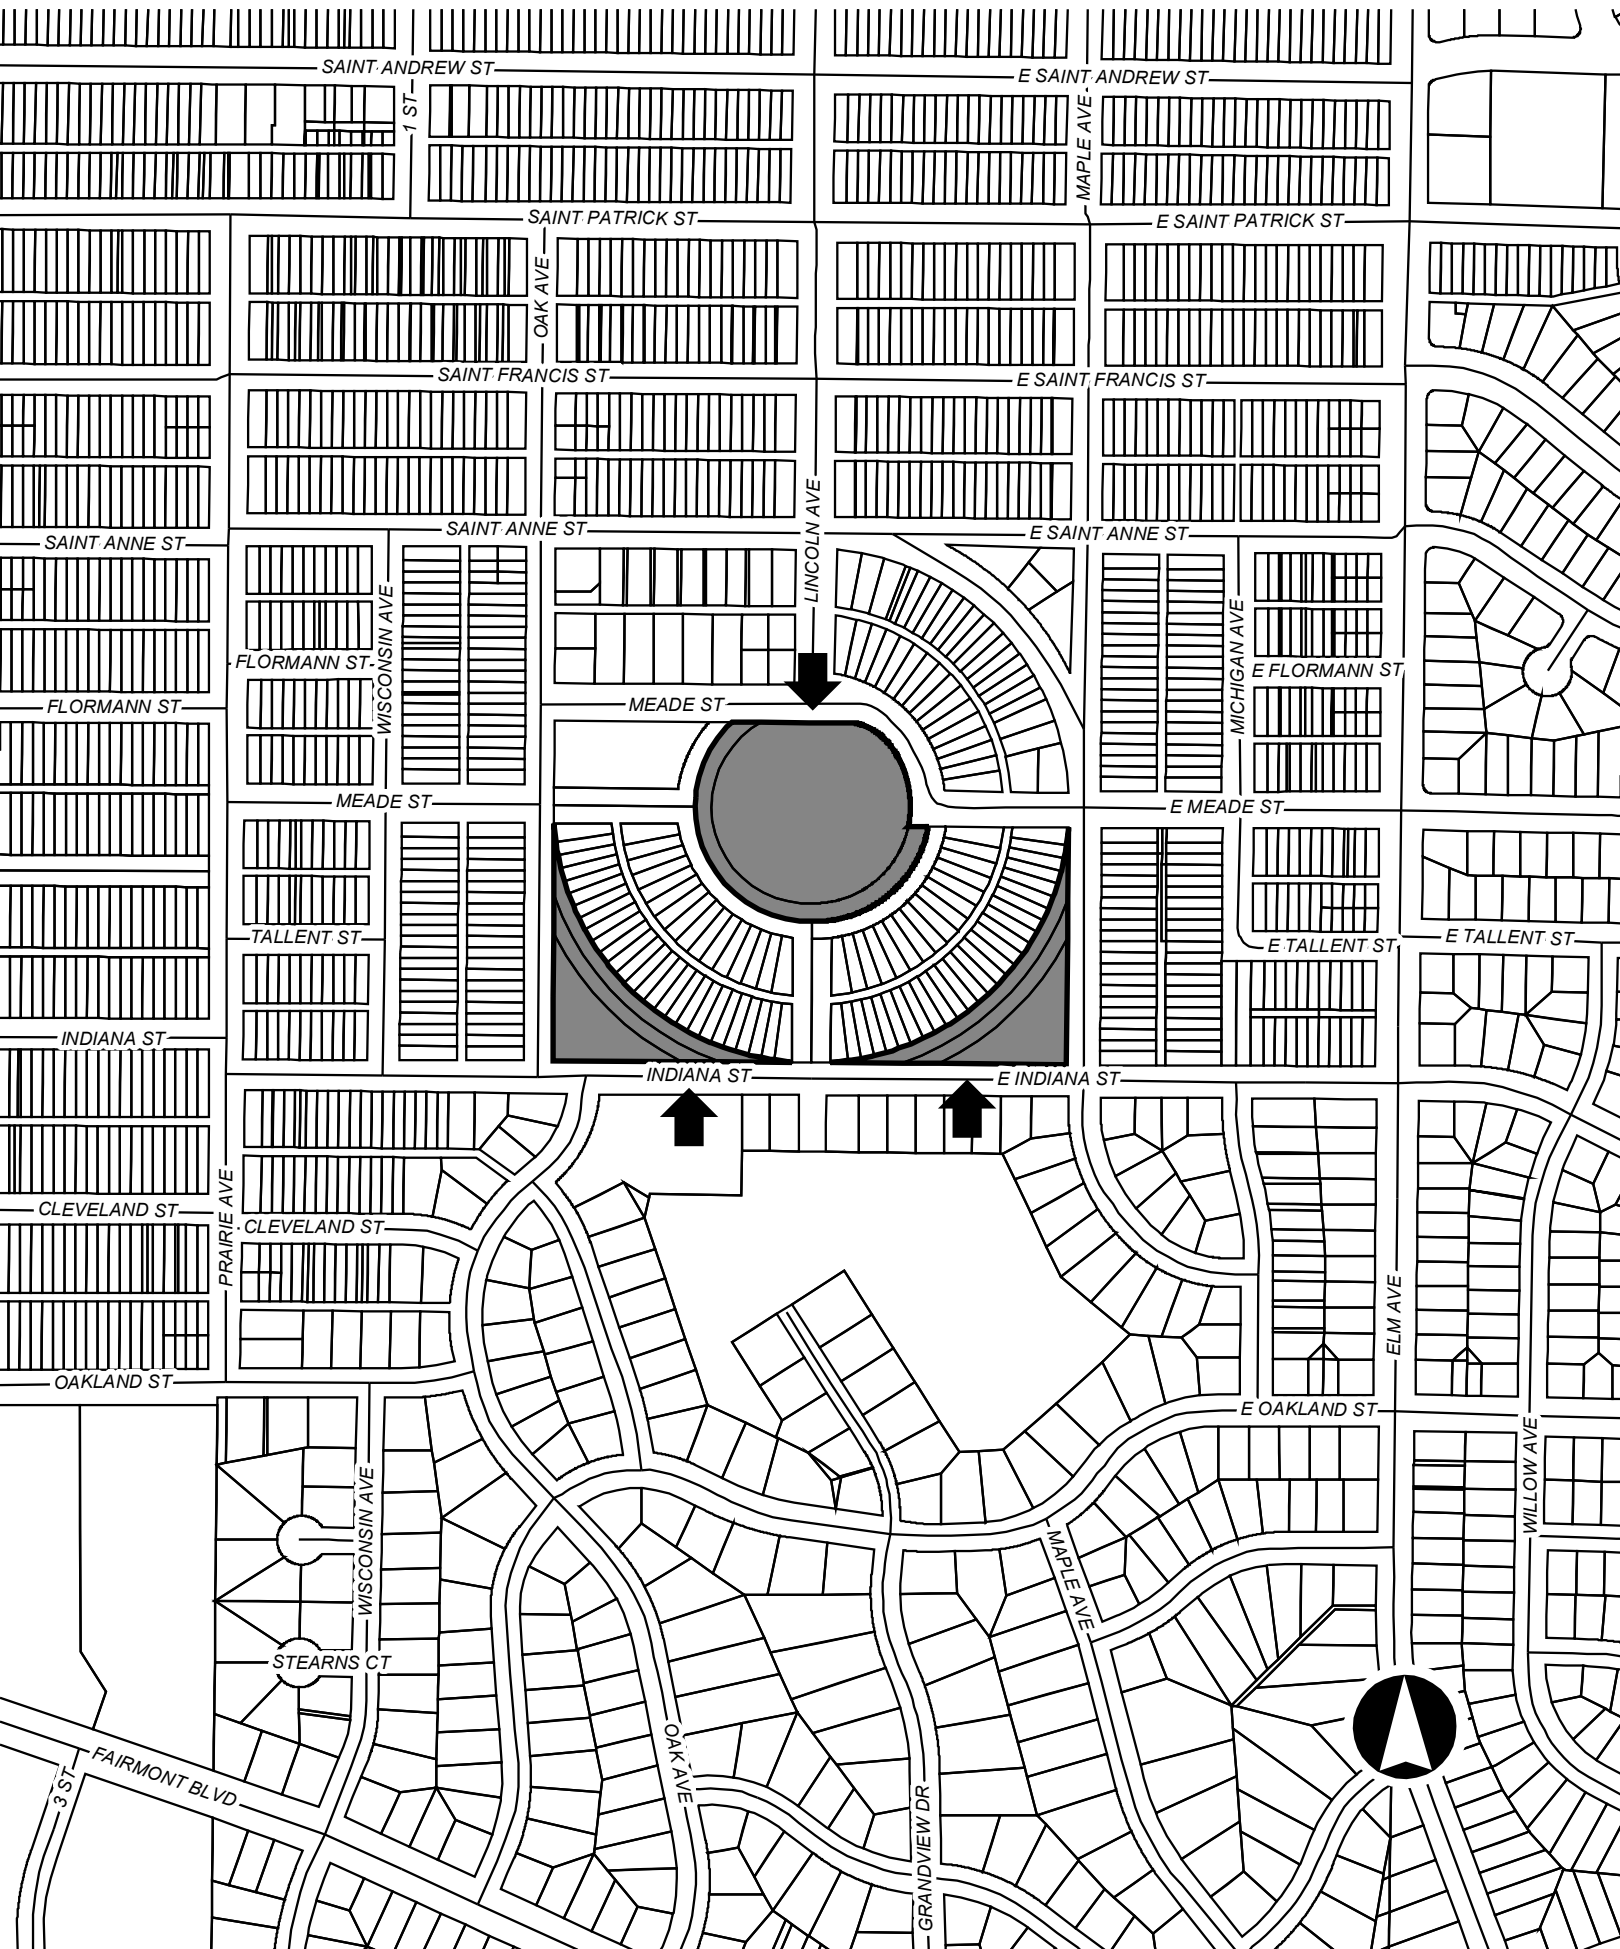 SAINT ANDREW ST
E SAINT ANDREW ST
1 ST
MAPLE AVE
SAINT PATRICK ST
E SAINT PATRICK ST
OAK AVE
SAINT FRANCIS ST
E SAINT FRANCIS ST
LINCOLN AVE
SAINT ANNE ST
E SAINT ANNE ST
SAINT ANNE ST
WISCONSIN AVE
MICHIGAN AVE
FLORMANN ST
E FLORMANN ST
FLORMANN ST
MEADE ST
MEADE ST
E MEADE ST
TALLENT ST
E TALLENT ST
E TALLENT ST
INDIANA ST
INDIANA ST
E INDIANA ST
PRAIRIE AVE
CLEVELAND ST
CLEVELAND ST
ELM AVE
OAKLAND ST
E OAKLAND ST
WILLOW AVE
WISCONSIN AVE
MAPLE AVE
STEARNS CT
OAK AVE
FAIRMONT BLVD
3 ST
GRANDVIEW DR